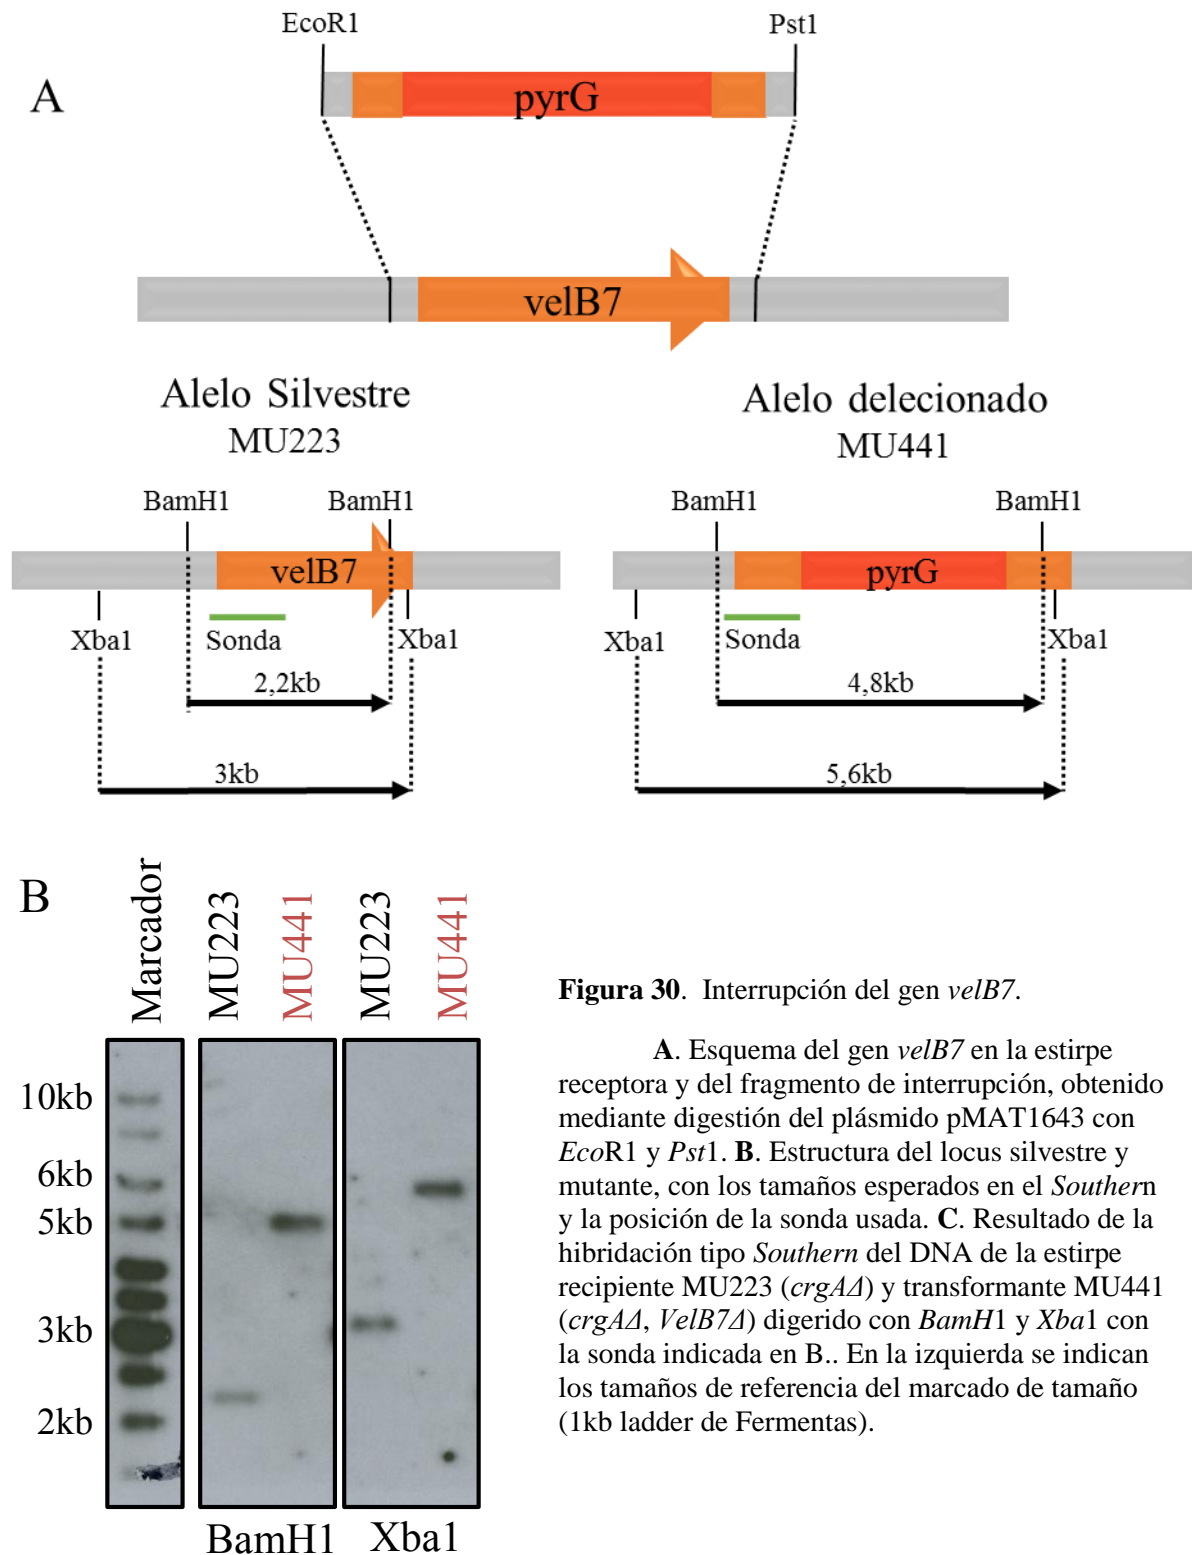 EcoR1
Pst1
A
pyrG
velB7
Alelo Silvestre
MU223
Alelo delecionado
MU441
BamH1
BamH1
BamH1
BamH1
velB7
pyrG
Xba1
Sonda
Xba1
Xba1
Sonda
Xba1
2,2kb
4,8kb
3kb
5,6kb
B
Marcador
MU223
MU441
MU223
MU441
10kb
6kb
5kb
3kb
2kb
BamH1
Xba1
Figura 30. Interrupción del gen velB7.
A. Esquema del gen velB7 en la estirpe
receptora y del fragmento de interrupción, obtenido
mediante digestión del plásmido pMAT1643 con
EcoR1 y Pst1. B. Estructura del locus silvestre y
mutante, con los tamaños esperados en el Southern
y la posición de la sonda usada. C. Resultado de la
hibridación tipo Southern del DNA de la estirpe
recipiente MU223 (crgAΔ) y transformante MU441
(crgAΔ, VelB7Δ) digerido con BamH1 y Xba1 con
la sonda indicada en B.. En la izquierda se indican
los tamaños de referencia del marcado de tamaño
(1kb ladder de Fermentas).